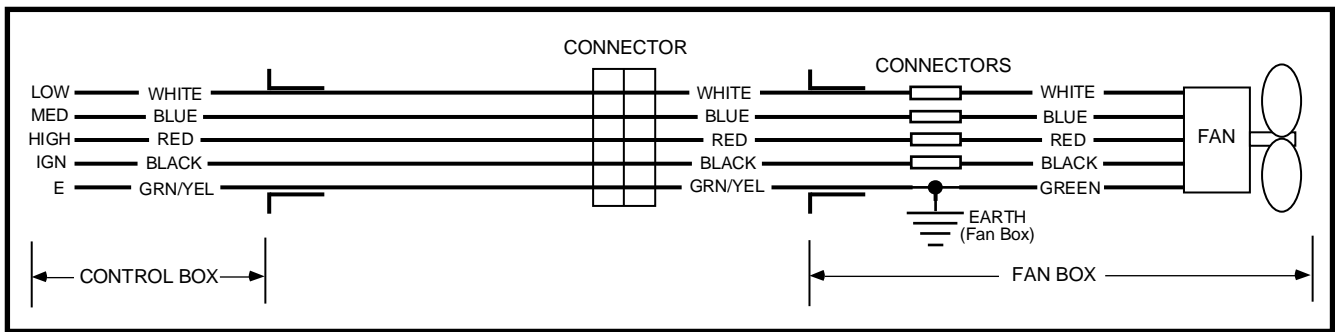 CONNECTOR
CONNECTORS
LOW WHITE WHITE WHITE
MED BLUE BLUE BLUE
HIGH RED RED RED FAN
IGN BLACK BLACK BLACK
E GRN/YEL GRN/YEL GREEN
EARTH
(Fan Box)
CONTROL BOX FAN BOX